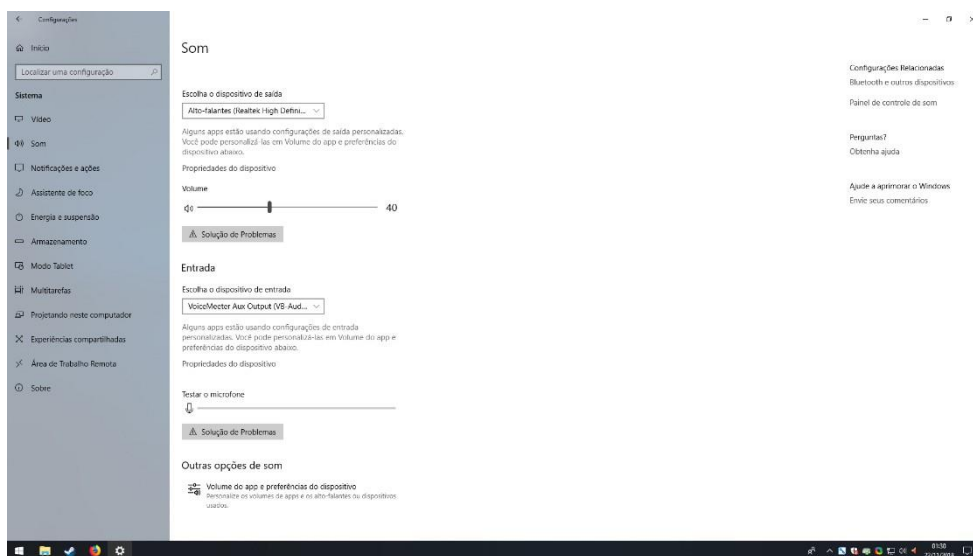 Configurações
Início
Localizar uma configuração
Sistema
Vídeo
Som
Notificações e ações
Assistente de foco
Energia e suspensão
Armazenamento
Modo Tablet
Multitarefas
Projetando neste computador
Experiências compartilhadas
Área de Trabalho Remota
Sobre
Som
Escolha o dispositivo de saída
Alto-falantes (Realtek High Defini...
Alguns apps estão usando configurações de saída personalizadas.
Você pode personalizá-las em Volume do app e preferências do
dispositivo abaixo.
Propriedades do dispositivo
Volume
40
Solução de Problemas
Entrada
Escolha o dispositivo de entrada
VoiceMeeter Aux Output (VB-Aud...
Alguns apps estão usando configurações de entrada
personalizadas. Você pode personalizá-las em Volume do app e
preferências do dispositivo abaixo.
Propriedades do dispositivo
Testar o microfone
Solução de Problemas
Outras opções de som
Volume do app e preferências do dispositivo
Personalize os volumes de apps e os alto-falantes ou dispositivos
usados.
Configurações Relacionadas
Bluetooth e outros dispositivos
Painel de controle de som
Perguntas?
Obtenha ajuda
Ajude a aprimorar o Windows
Envie seus comentários
01:30
12/11/2018